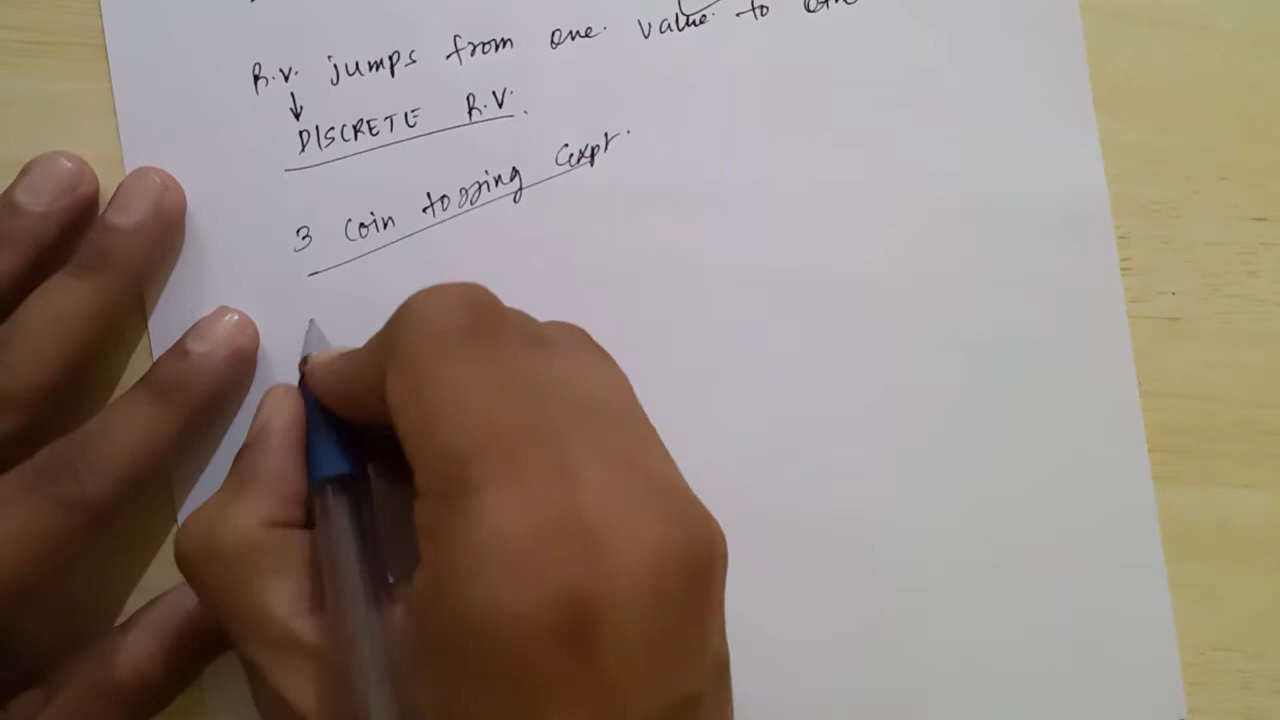 R.V. jumps from one value to
DISCRETE R.V.
3 Coin tossing Expt.